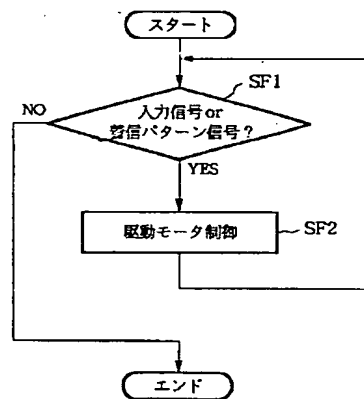 スタート
SF1
NO
入力信号or
着信パターン信号?
YES
駆動モータ制御
SF2
エンド